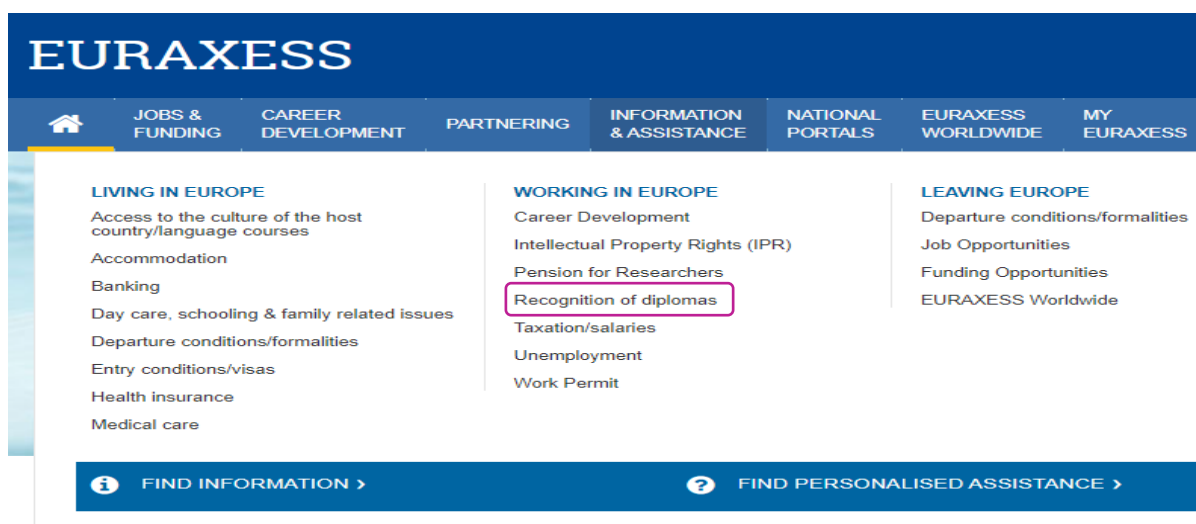 EURAXESS
JOBS &
FUNDING
CAREER
DEVELOPMENT
PARTNERING
INFORMATION
& ASSISTANCE
NATIONAL
PORTALS
EURAXESS
WORLDWIDE
MY
EURAXESS
LIVING IN EUROPE
Access to the culture of the host
country/language courses
Accommodation
Banking
Day care, schooling & family related issues
Departure conditions/formalities
Entry conditions/visas
Health insurance
Medical care
WORKING IN EUROPE
Career Development
Intellectual Property Rights (IPR)
Pension for Researchers
Recognition of diplomas
Taxation/salaries
Unemployment
Work Permit
LEAVING EUROPE
Departure conditions/formalities
Job Opportunities
Funding Opportunities
EURAXESS Worldwide
FIND INFORMATION >
FIND PERSONALISED ASSISTANCE >